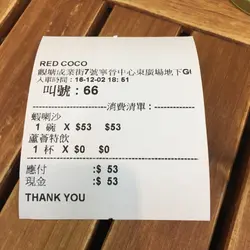 RED COCO
觀塘成業街7號寧晉中心東廣場地下G
入單時間 : 16-12-02 18:51
叫號 : 66
消費清單 :
蝦喇沙
1 碗 X $53 $53
蘆薈特飲
1 杯 X $0 $0
應付 :$ 53
現金 :$ 53
THANK YOU